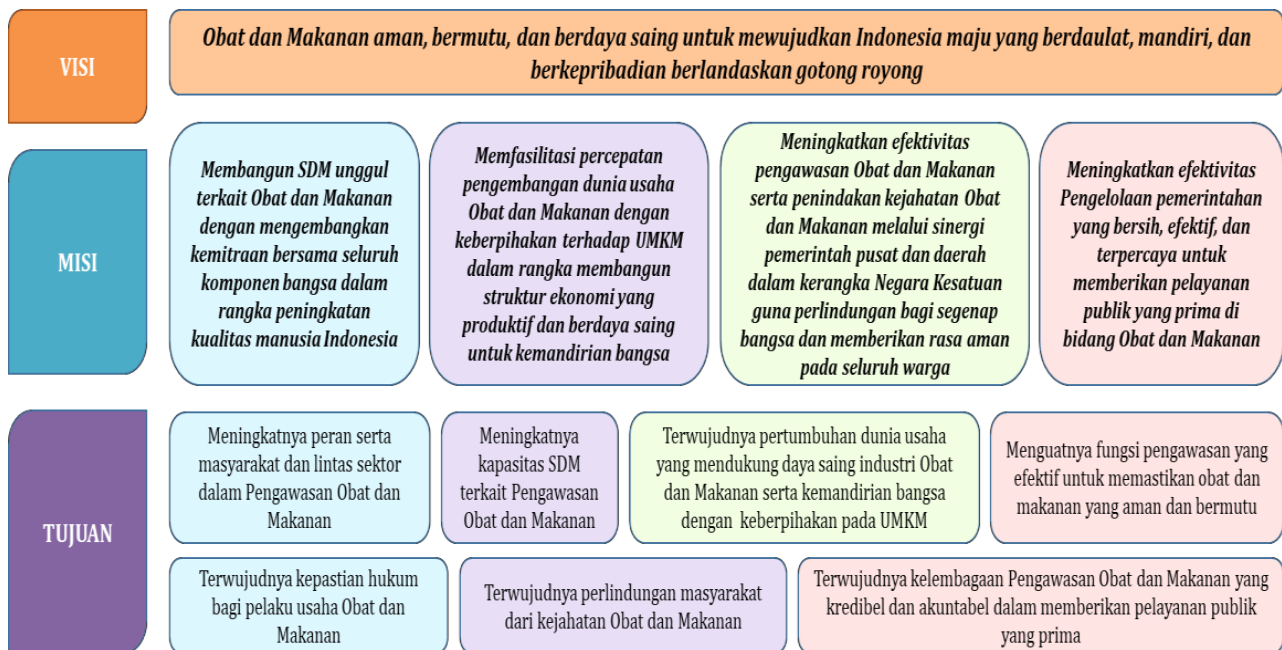 VISI
Obat dan Makanan aman, bermutu, dan berdaya saing untuk mewujudkan Indonesia maju yang berdaulat, mandiri, dan
berkepribadian berlandaskan gotong royong
MISI
Membangun SDM unggul
terkait Obat dan Makanan
dengan mengembangkan
kemitraan bersama seluruh
komponen bangsa dalam
rangka peningkatan
kualitas manusia Indonesia
Memfasilitasi percepatan
pengembangan dunia usaha
Obat dan Makanan dengan
keberpihakan terhadap UMKM
dalam rangka membangun
struktur ekonomi yang
produktif dan berdaya saing
untuk kemandirian bangsa
Meningkatkan efektivitas
pengawasan Obat dan Makanan
serta penindakan kejahatan Obat
dan Makanan melalui sinergi
pemerintah pusat dan daerah
dalam kerangka Negara Kesatuan
guna perlindungan bagi segenap
bangsa dan memberikan rasa aman
pada seluruh warga
Meningkatkan efektivitas
Pengelolaan pemerintahan
yang bersih, efektif, dan
terpercaya untuk
memberikan pelayanan
publik yang prima di
bidang Obat dan Makanan
TUJUAN
Meningkatnya peran serta
masyarakat dan lintas sektor
dalam Pengawasan Obat dan
Makanan
Meningkatnya
kapasitas SDM
terkait Pengawasan
Obat dan Makanan
Terwujudnya pertumbuhan dunia usaha
yang mendukung daya saing industri Obat
dan Makanan serta kemandirian bangsa
dengan keberpihakan pada UMKM
Menguatnya fungsi pengawasan yang
efektif untuk memastikan obat dan
makanan yang aman dan bermutu
Terwujudnya kepastian hukum
bagi pelaku usaha Obat dan
Makanan
Terwujudnya perlindungan masyarakat
dari kejahatan Obat dan Makanan
Terwujudnya kelembagaan Pengawasan Obat dan Makanan yang
kredibel dan akuntabel dalam memberikan pelayanan publik
yang prima